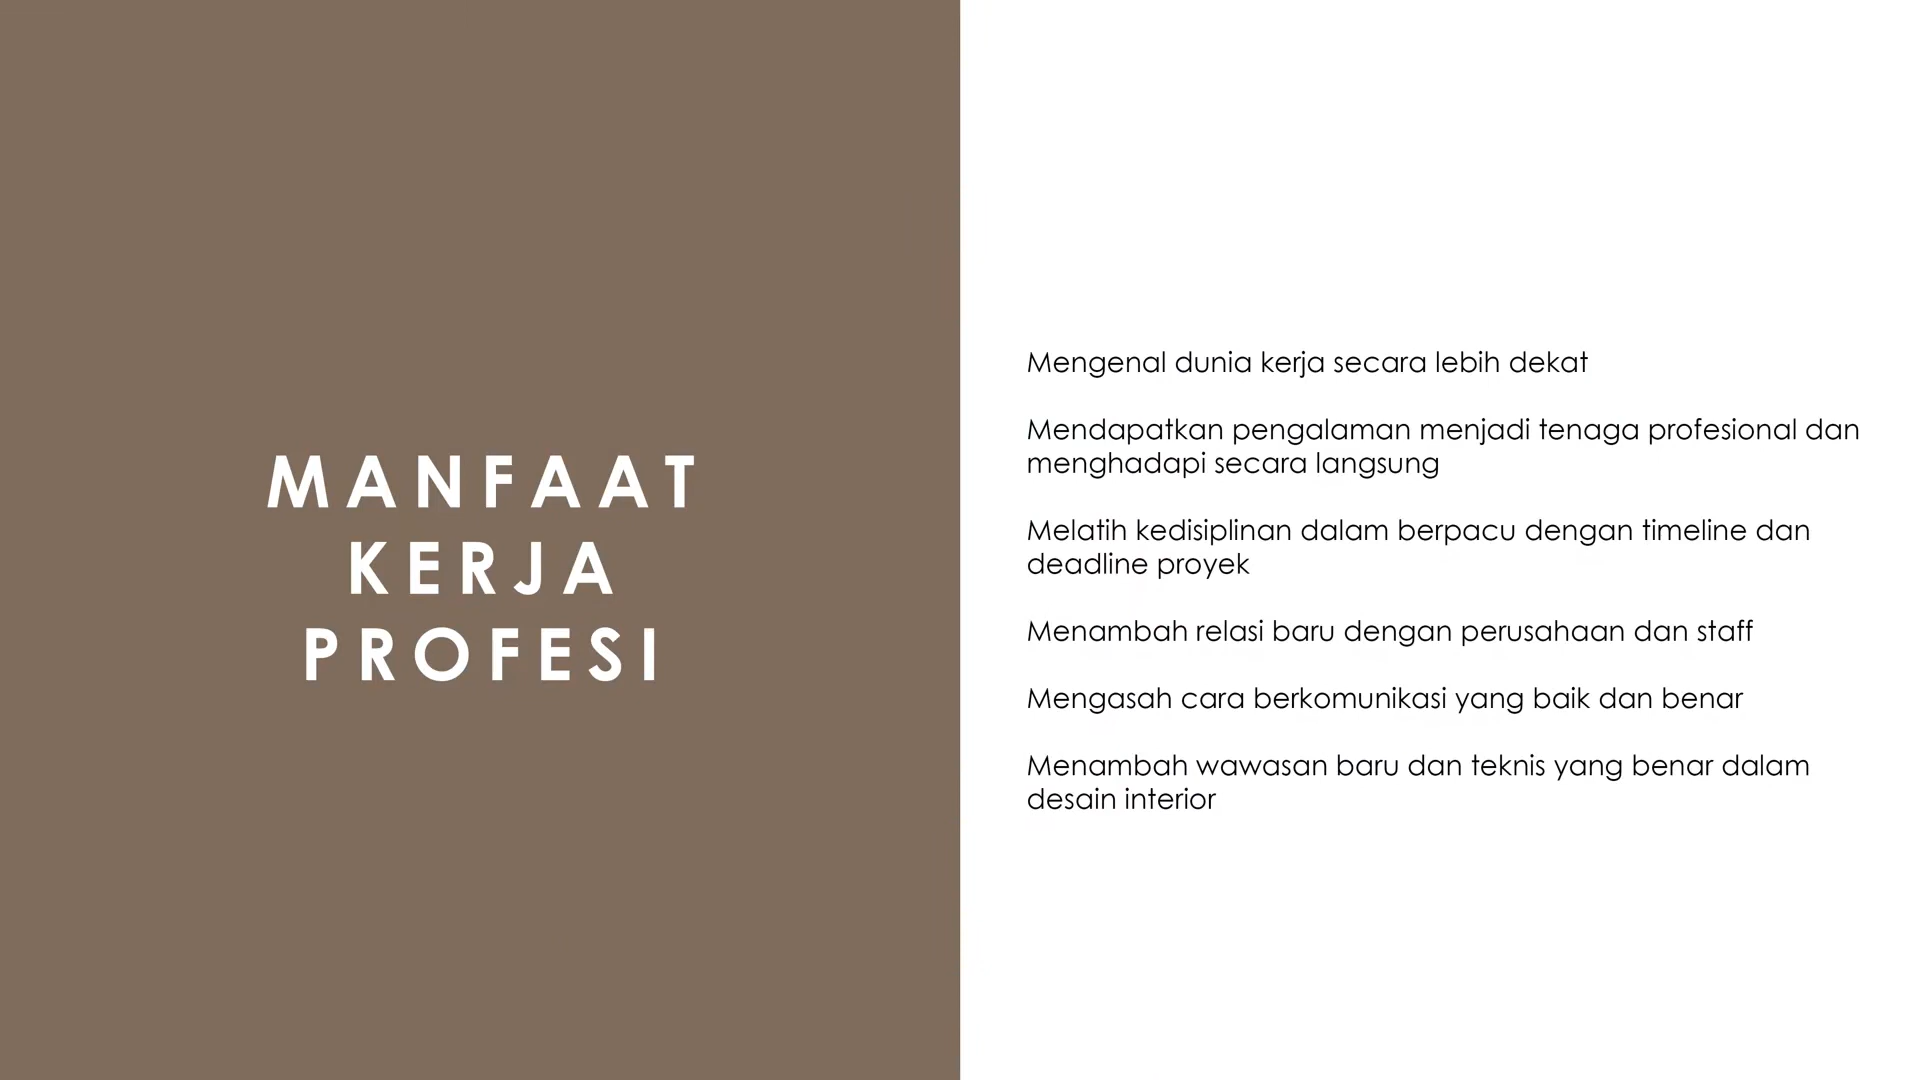 MANFAAT
KERJA
PROFESI
Mengenal dunia kerja secara lebih dekat
Mendapatkan pengalaman menjadi tenaga profesional dan
menghadapi secara langsung
Melatih kedisiplinan dalam berpacu dengan timeline dan
deadline proyek
Menambah relasi baru dengan perusahaan dan staff
Mengasah cara berkomunikasi yang baik dan benar
Menambah wawasan baru dan teknis yang benar dalam
desain interior